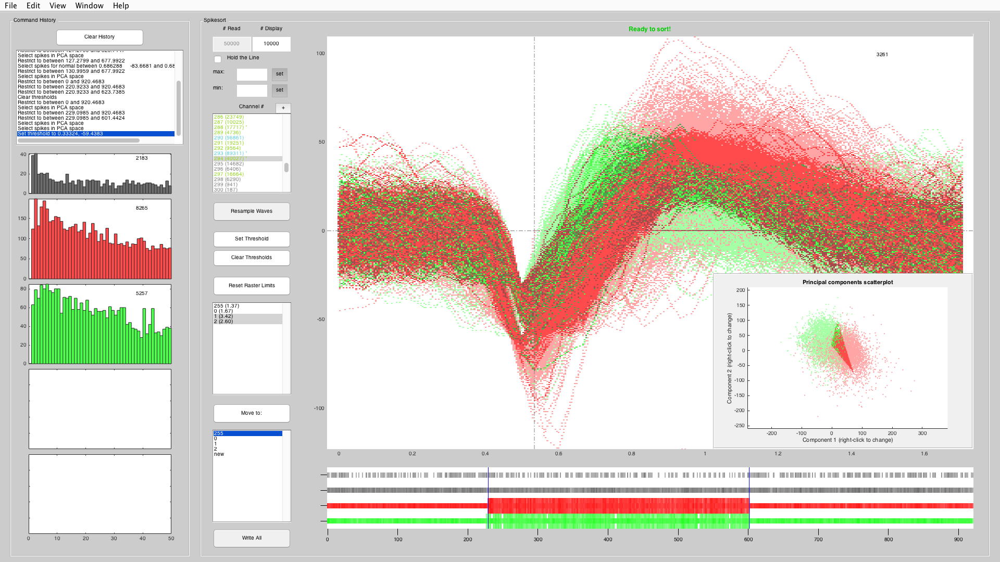 File Edit View Window Help
Command History
Clear History
Select spikes in PCA space
Restrict to between 127.2799 and 677.9922
Select spikes for normal between 0.686288 -83.6681 and 0.68
Restrict to between 130.9959 and 677.9922
Select spikes in PCA space
Restrict to between 0 and 920.4683
Restrict to between 220.9233 and 920.4683
Restrict to between 220.9233 and 623.7385
Clear thresholds
Restrict to between 0 and 920.4683
Select spikes in PCA space
Restrict to between 229.0985 and 920.4683
Restrict to between 229.0985 and 601.4424
Select spikes in PCA space
Select spikes in PCA space
Set threshold to 0.33324, -59.4383
40
20
0
2183
150
100
50
0
8265
80
60
40
20
0
5257
0 10 20 30 40 50
Spikesort
# Read # Display
50000 10000
Hold the Line
max: set
min: set
Channel # +
286 (23749)
287 (10025)
288 (17717) *
289 (4736)
290 (56861)
291 (19251)
292 (9564)
293 (89311) *
294 (40027) *
295 (14682)
296 (6406)
297 (16664)
298 (6290)
299 (941)
300 (187)
Resample Waves
Set Threshold
Clear Thresholds
Reset Raster Limits
255 (1.37)
0 (1.67)
1 (3.42)
2 (2.60)
Move to:
255
0
1
2
new
Write All
Ready to sort!
3261
100
50
0
-50
-100
0 0.2 0.4 0.6 0.8 1 1.2 1.4 1.6
Principal components scatterplot
Component 2 (right-click to change)
200
150
100
50
0
-50
-100
-150
-200
-250
-200 -100 0 100 200 300
Component 1 (right-click to change)
0 100 200 300 400 500 600 700 800 900